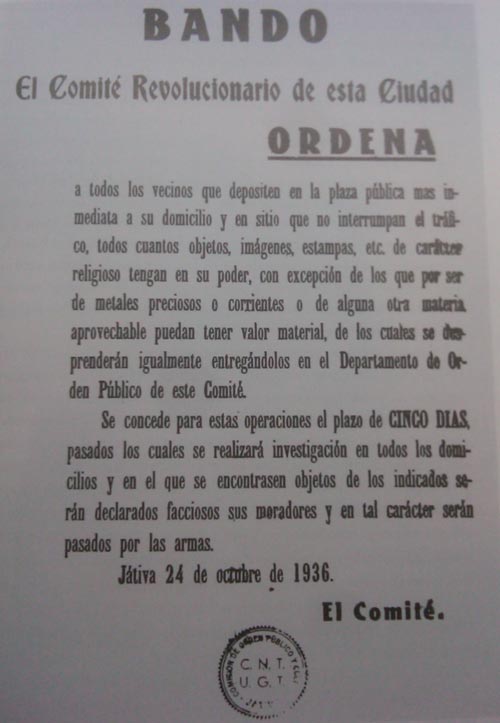 BANDO
El Comité Revolucionario de esta Ciudad
ORDENA
a todos los vecinos que depositen en la plaza pública mas in-
mediata a su domicilio y en sitio que no interrumpan el tráfi-
co, todos cuantos objetos, imágenes, estampas, etc. de carácter
religioso tengan en su poder, con excepción de los que por ser
de metales preciosos o corrientes o de alguna otra materia
aprovechable puedan tener valor material, de los cuales se des-
prenderán igualmente entregándolos en el Departamento de Or-
den Público de este Comité.
Se concede para estas operaciones el plazo de CINCO DIAS,
pasados los cuales se realizará investigación en todos los domi-
cilios y en el que se encontrasen objetos de los indicados se-
rán declarados facciosos sus moradores y en tal carácter serán
pasados por las armas.
Játiva 24 de octubre de 1936.
El Comité.
COMISIÓN DE ORDEN PÚBLICO Y
C. N. T.
U. G. T.